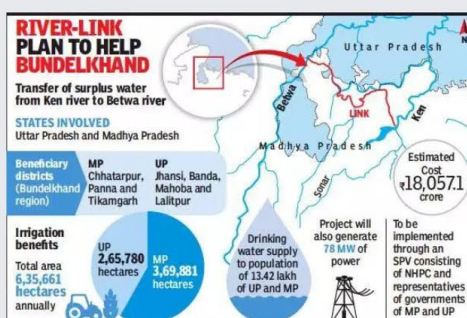 RIVER-LINK
PLAN TO HELP
BUNDELKHAND
Transfer of surplus water
from Ken river to Betwa river
STATES INVOLVED
Uttar Pradesh and Madhya Pradesh
Beneficiary
districts
(Bundelkhand
region)
MP
Chhatarpur,
Panna and
Tikamgarh
UP
Jhansi, Banda,
Mahoba and
Lalitpur
Irrigation
benefits
Total area
6,35,661
hectares
annually
UP
2,65,780
hectares
MP
3,69,881
hectares
Uttar Pradesh
Betwa
LINK
Ken
Madhya Pradesh
Sonar
Estimated
Cost
₹18,057.1
crore
Drinking
water supply
to population
of 13.42 lakh
of UP and MP
Project will
also generate
78 MW of
power
To be
implemented
through an
SPV consisting
of NHPC and
representatives
of governments
of MP and UP